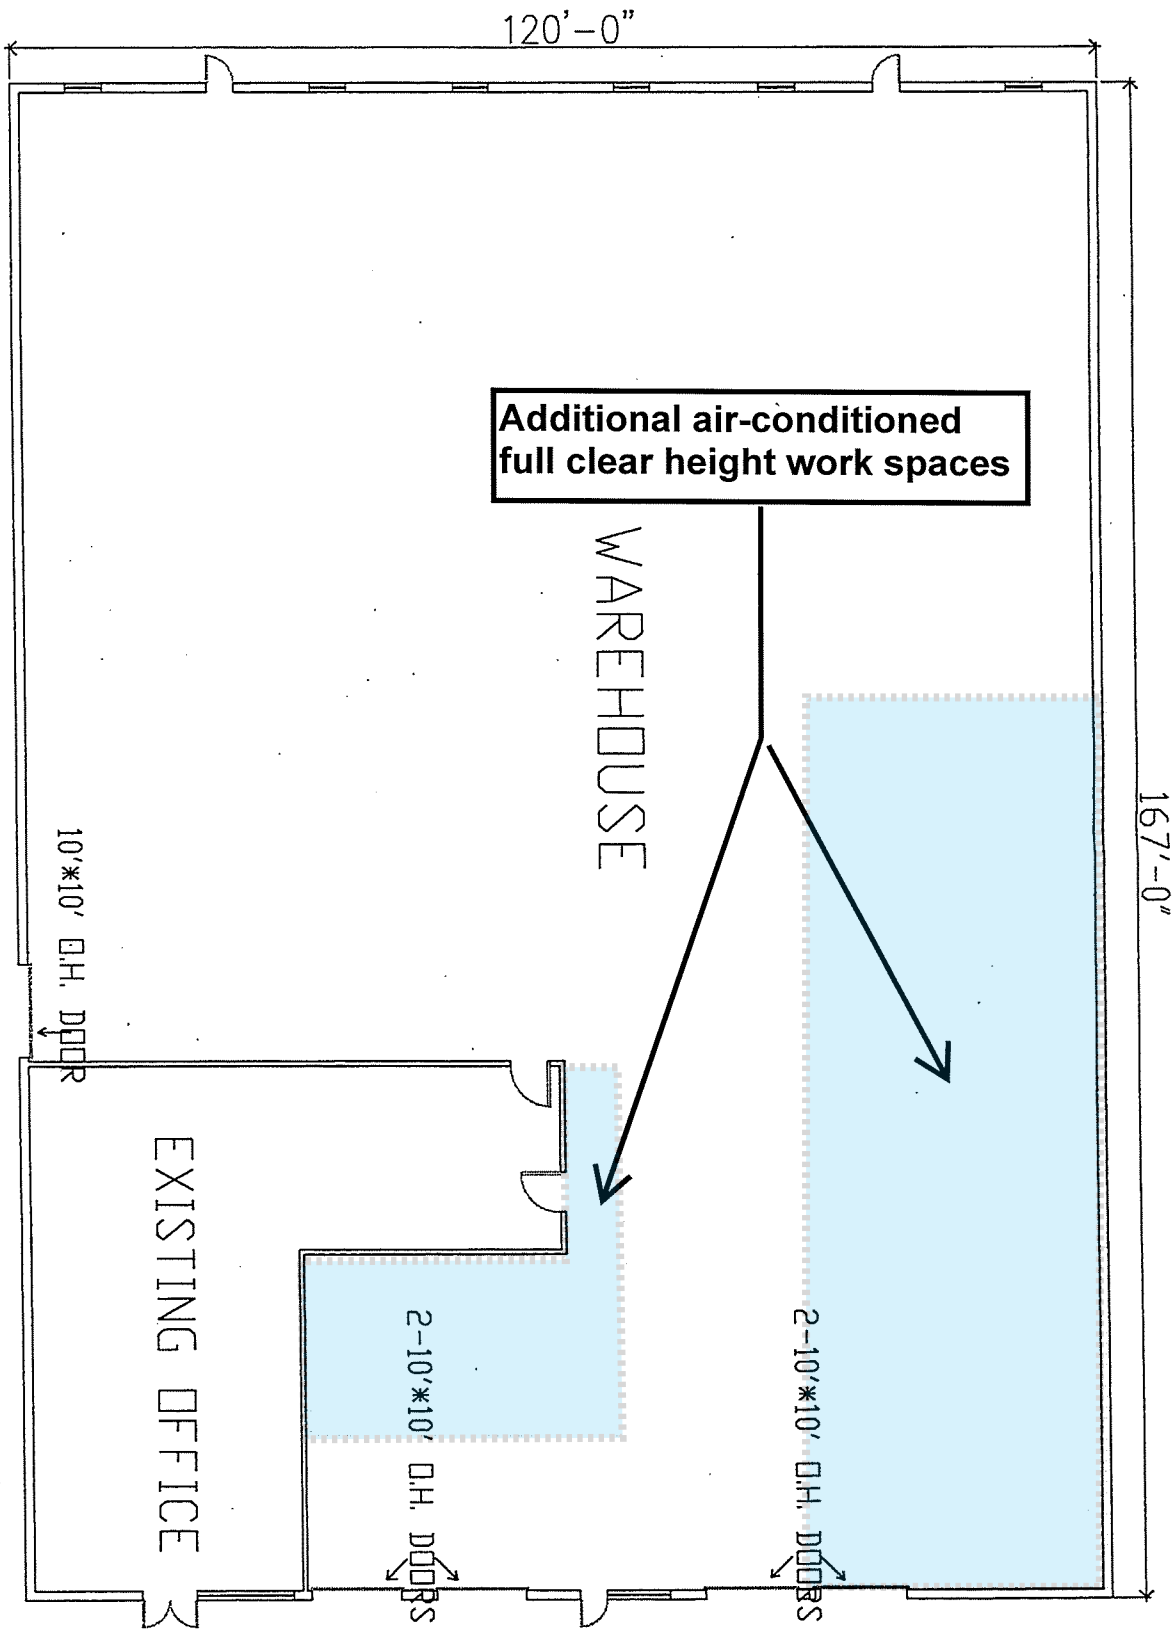 120'-0"
Additional air-conditioned
full clear height work spaces
WAREHOUSE
167'-0"
10'*10' O.H. DOOR
EXISTING OFFICE
2-10'*10' O.H. DOORS
2-10'*10' O.H. DOORS